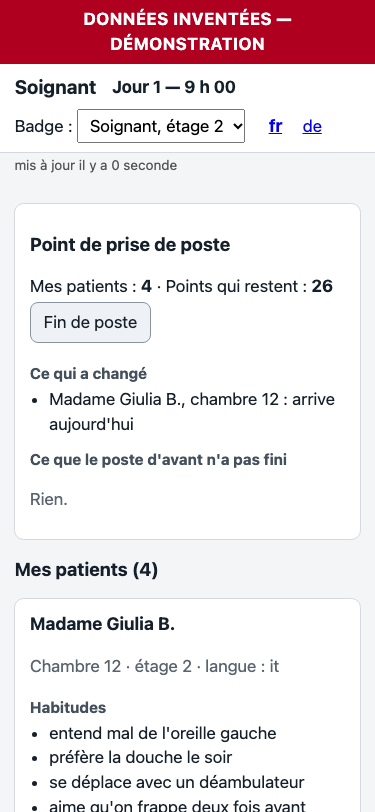 DONNÉES INVENTÉES —
DÉMONSTRATION
Soignant Jour 1 — 9 h 00
Badge : Soignant, étage 2 fr de
mis à jour il y a 0 seconde
Point de prise de poste
Mes patients : 4 · Points qui restent : 26
Fin de poste
Ce qui a changé
• Madame Giulia B., chambre 12 : arrive
aujourd'hui
Ce que le poste d'avant n'a pas fini
Rien.
Mes patients (4)
Madame Giulia B.
Chambre 12 · étage 2 · langue : it
Habitudes
• entend mal de l'oreille gauche
• préfère la douche le soir
• se déplace avec un déambulateur
• aime qu'on frappe deux fois avant